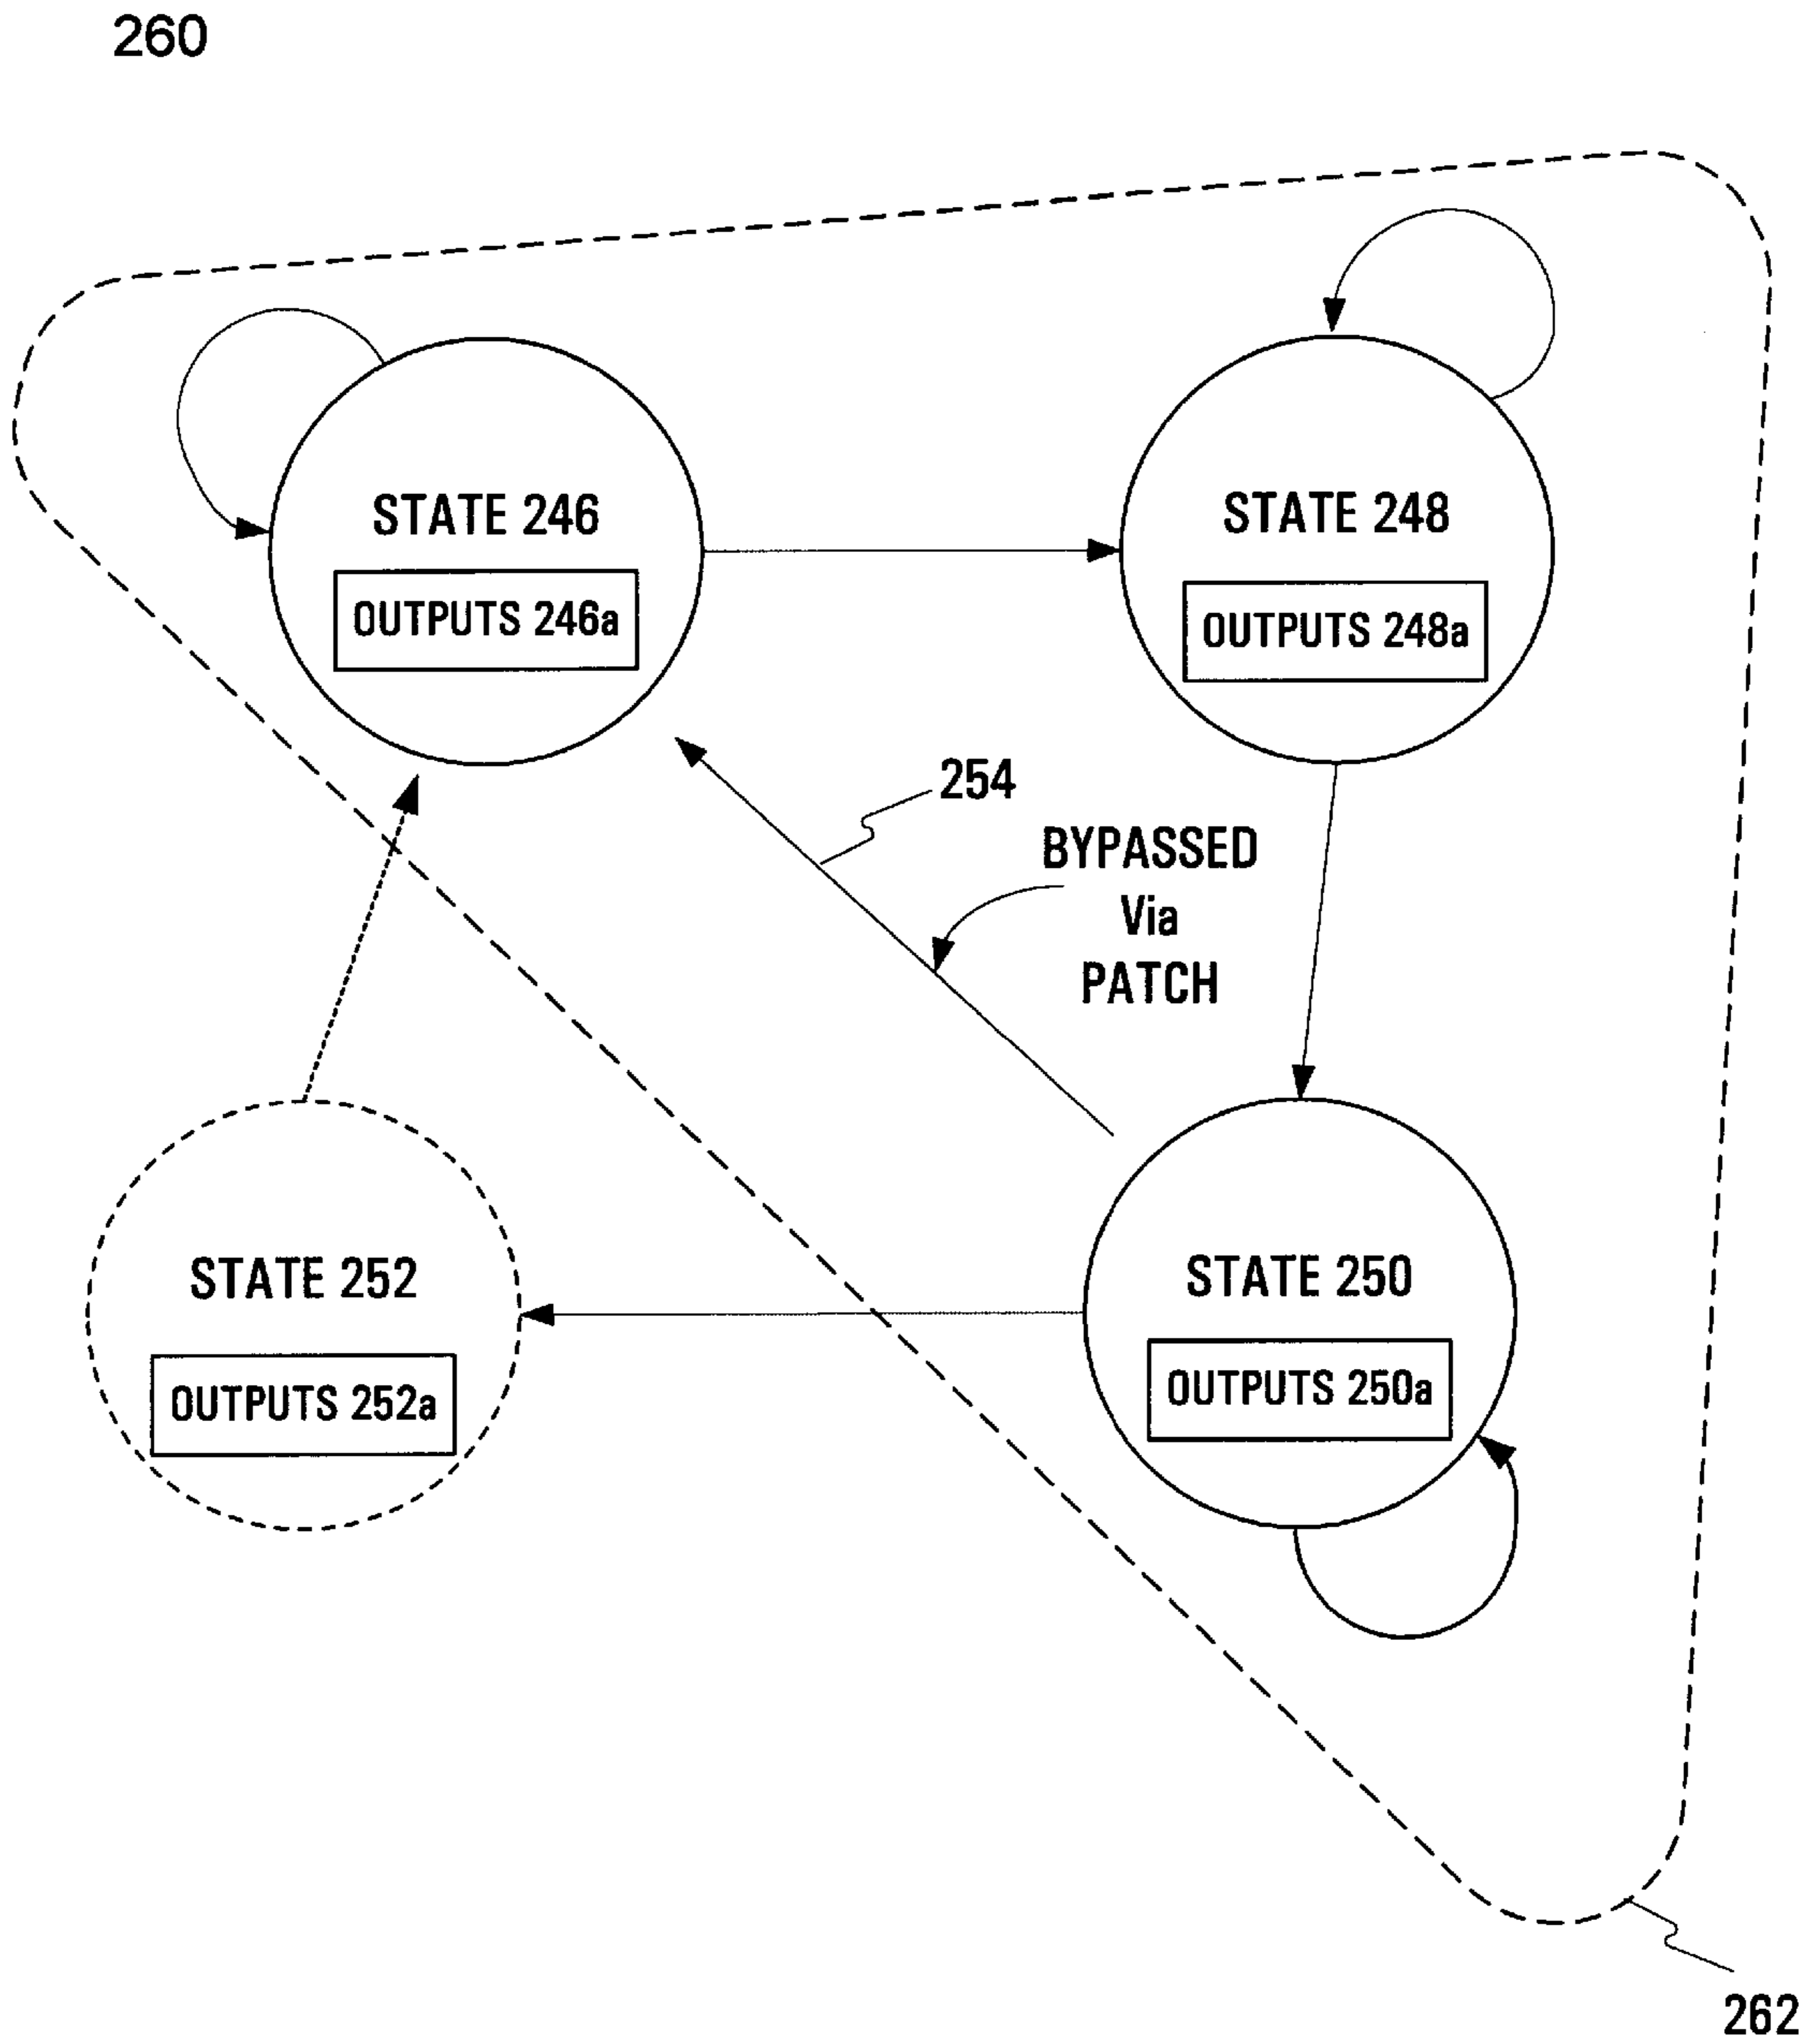 260
STATE 246
OUTPUTS 246a
STATE 248
OUTPUTS 248a
254
BYPASSED
Via
PATCH
STATE 252
OUTPUTS 252a
STATE 250
OUTPUTS 250a
262